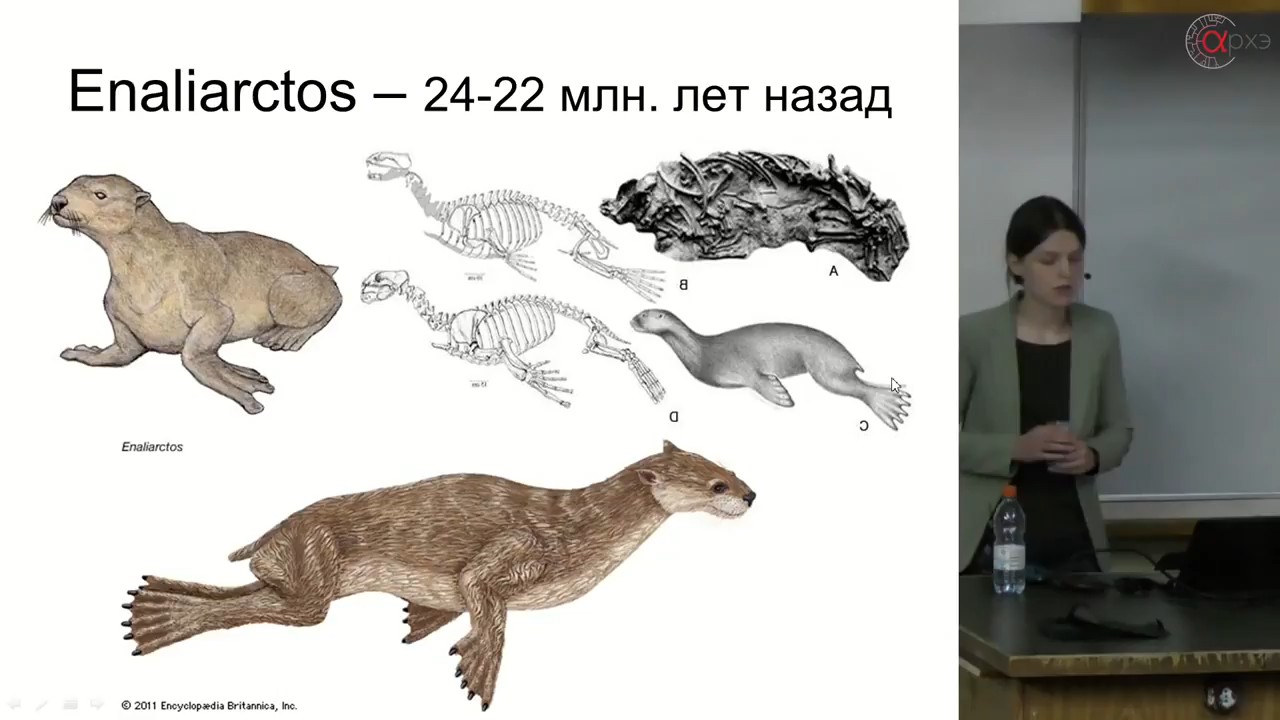 αрхэ
Enaliarctos – 24-22 млн. лет назад
A
B
D
C
Enaliarctos
© 2011 Encyclopædia Britannica, Inc.